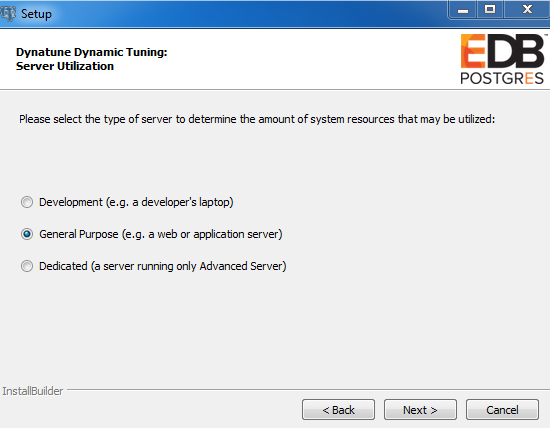 Setup
Dynatune Dynamic Tuning:
Server Utilization
EDB
POSTGRES
Please select the type of server to determine the amount of system resources that may be utilized:
Development (e.g. a developer's laptop)
General Purpose (e.g. a web or application server)
Dedicated (a server running only Advanced Server)
InstallBuilder
< Back
Next >
Cancel